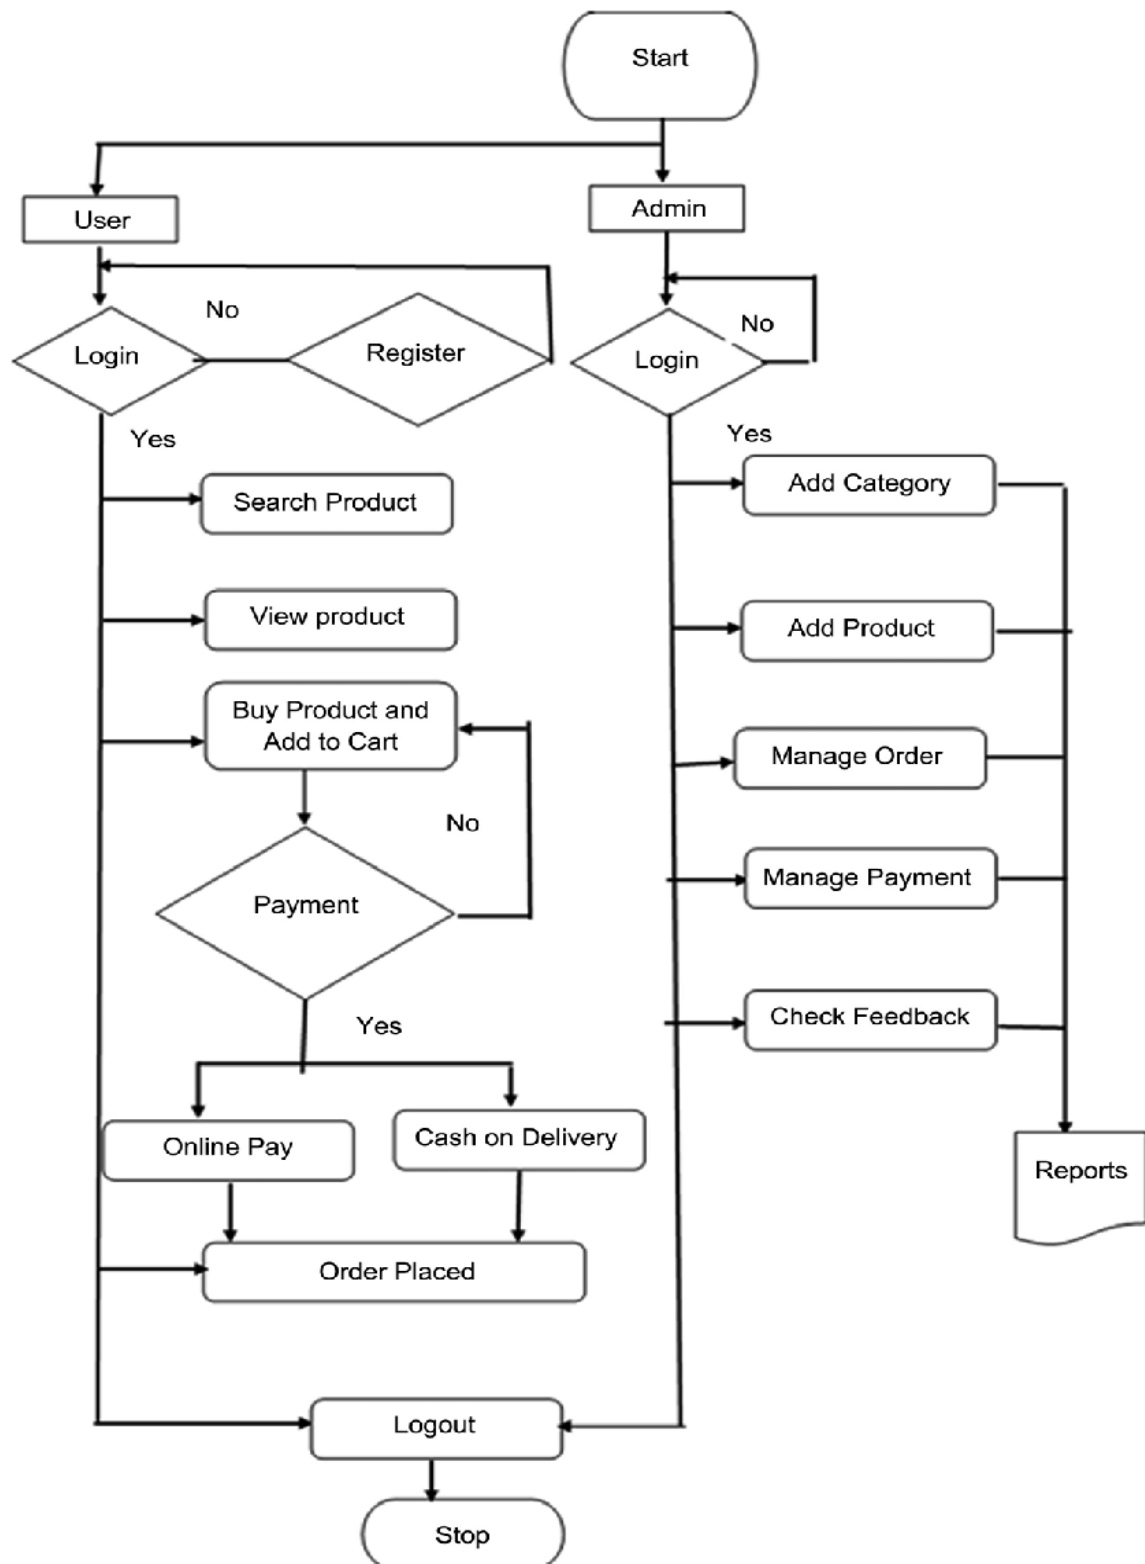 Start
User
Admin
No
Login
Register
No
Login
Yes
Yes
Search Product
Add Category
View product
Add Product
Buy Product and
Add to Cart
Manage Order
No
Payment
Manage Payment
Yes
Check Feedback
Online Pay
Cash on Delivery
Reports
Order Placed
Logout
Stop